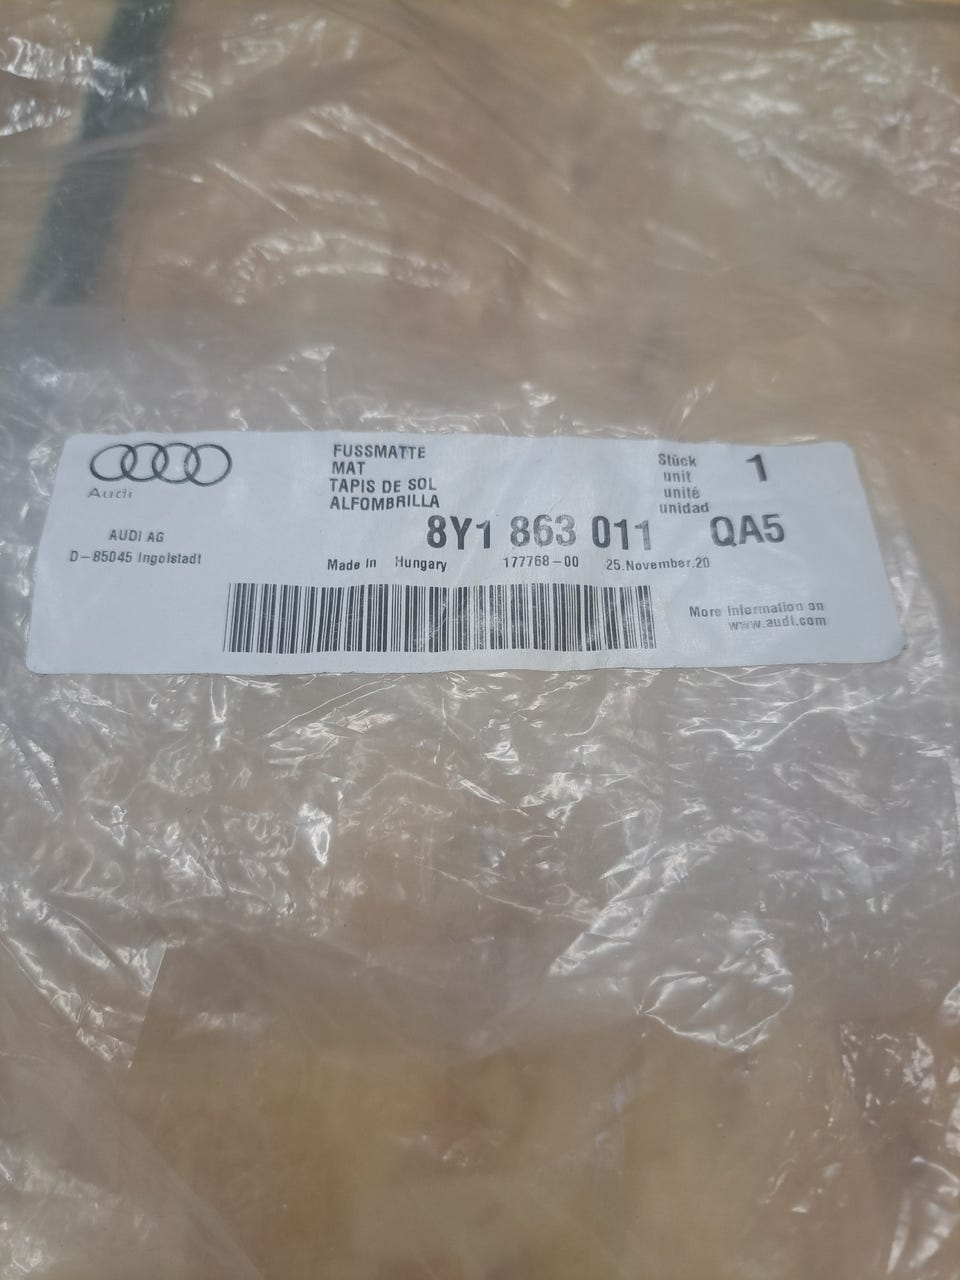 Audi
AUDI AG
D-85045 Ingolstadt
FUSSMATTE
MAT
TAPIS DE SOL
ALFOMBRILLA
Stück
unit
unité
unidad
1
8Y1 863 011 QA5
Made in Hungary 177768-00 25.November.20
More information on
www.audi.com